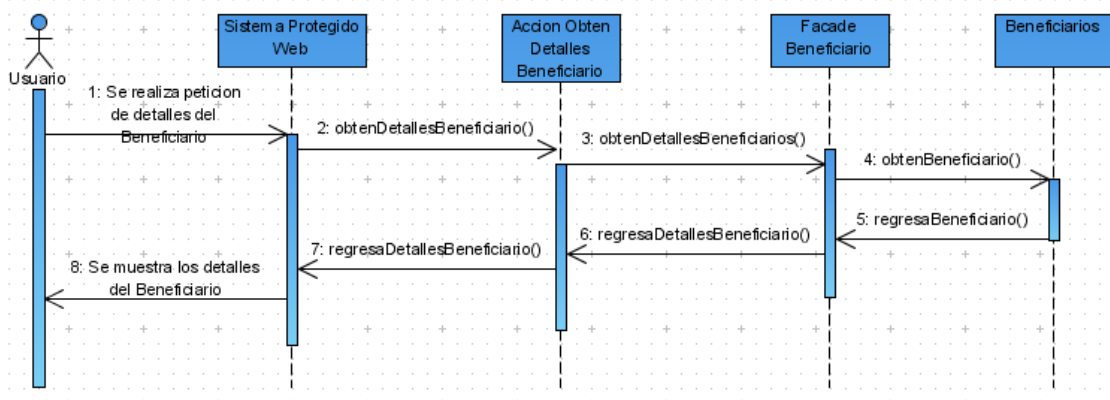 Sistema Protegido
Web
Accion Obten
Detalles
Beneficiario
Facade
Beneficiario
Beneficiarios
Usuario
1: Se realiza peticion
de detalles del
Beneficiario
2: obtenDetallesBeneficiario()
3: obtenDetallesBeneficiarios()
4: obtenBeneficiario()
5: regresaBeneficiario()
6: regresaDetallesBeneficiario()
7: regresaDetallesBeneficiario()
8: Se muestra los detalles
del Beneficiario